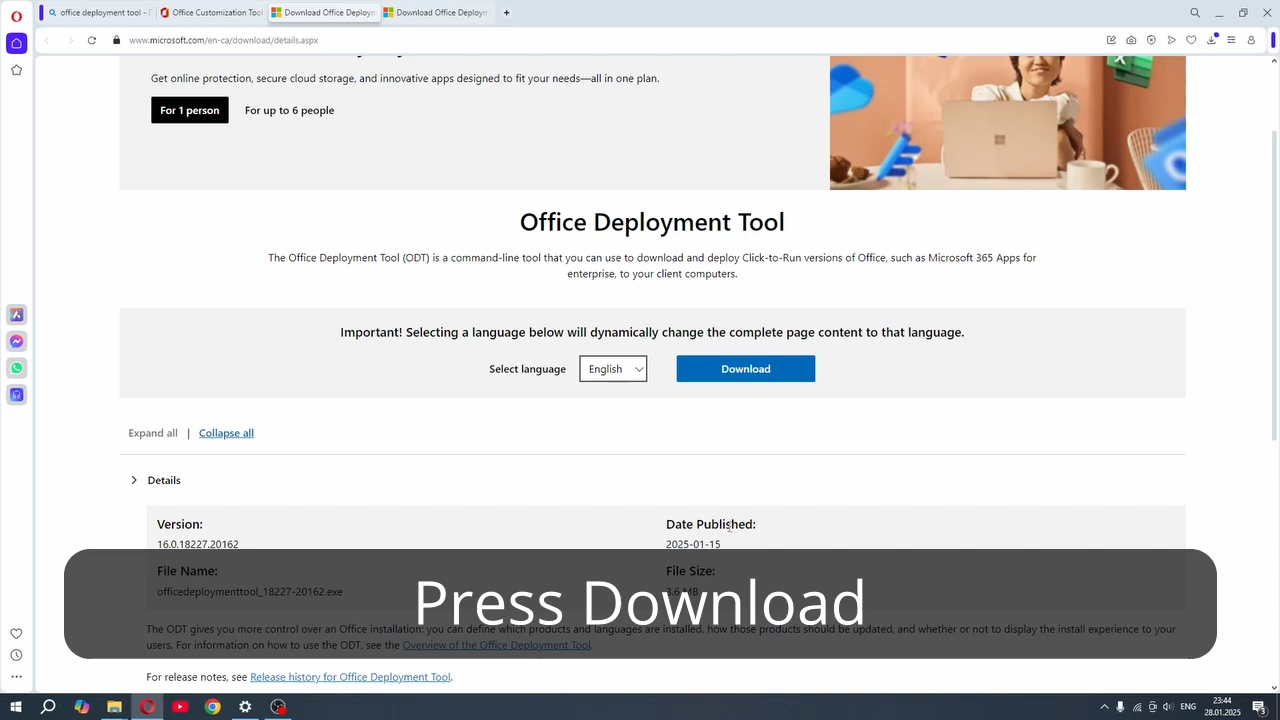 office deployment tool - П
Office Customization Tool
Download Office Deploym
Download Office Deploym
www.microsoft.com/en-ca/download/details.aspx
Get online protection, secure cloud storage, and innovative apps designed to fit your needs—all in one plan.
For 1 person
For up to 6 people
Office Deployment Tool
The Office Deployment Tool (ODT) is a command-line tool that you can use to download and deploy Click-to-Run versions of Office, such as Microsoft 365 Apps for
enterprise, to your client computers.
Important! Selecting a language below will dynamically change the complete page content to that language.
Select language
English
Download
Expand all | Collapse all
Details
Version:
Date Published:
16.0.18227.20162
2025-01-15
File Name:
File Size:
officedeploymenttool_18227-20162.exe
3.6 MB
Press Download
The ODT gives you more control over an Office installation: you can define which products and languages are installed, how those products should be updated, and whether or not to display the install experience to your
users. For information on how to use the ODT, see the Overview of the Office Deployment Tool.
For release notes, see Release history for Office Deployment Tool.
ENG
23:44
28.01.2025
3